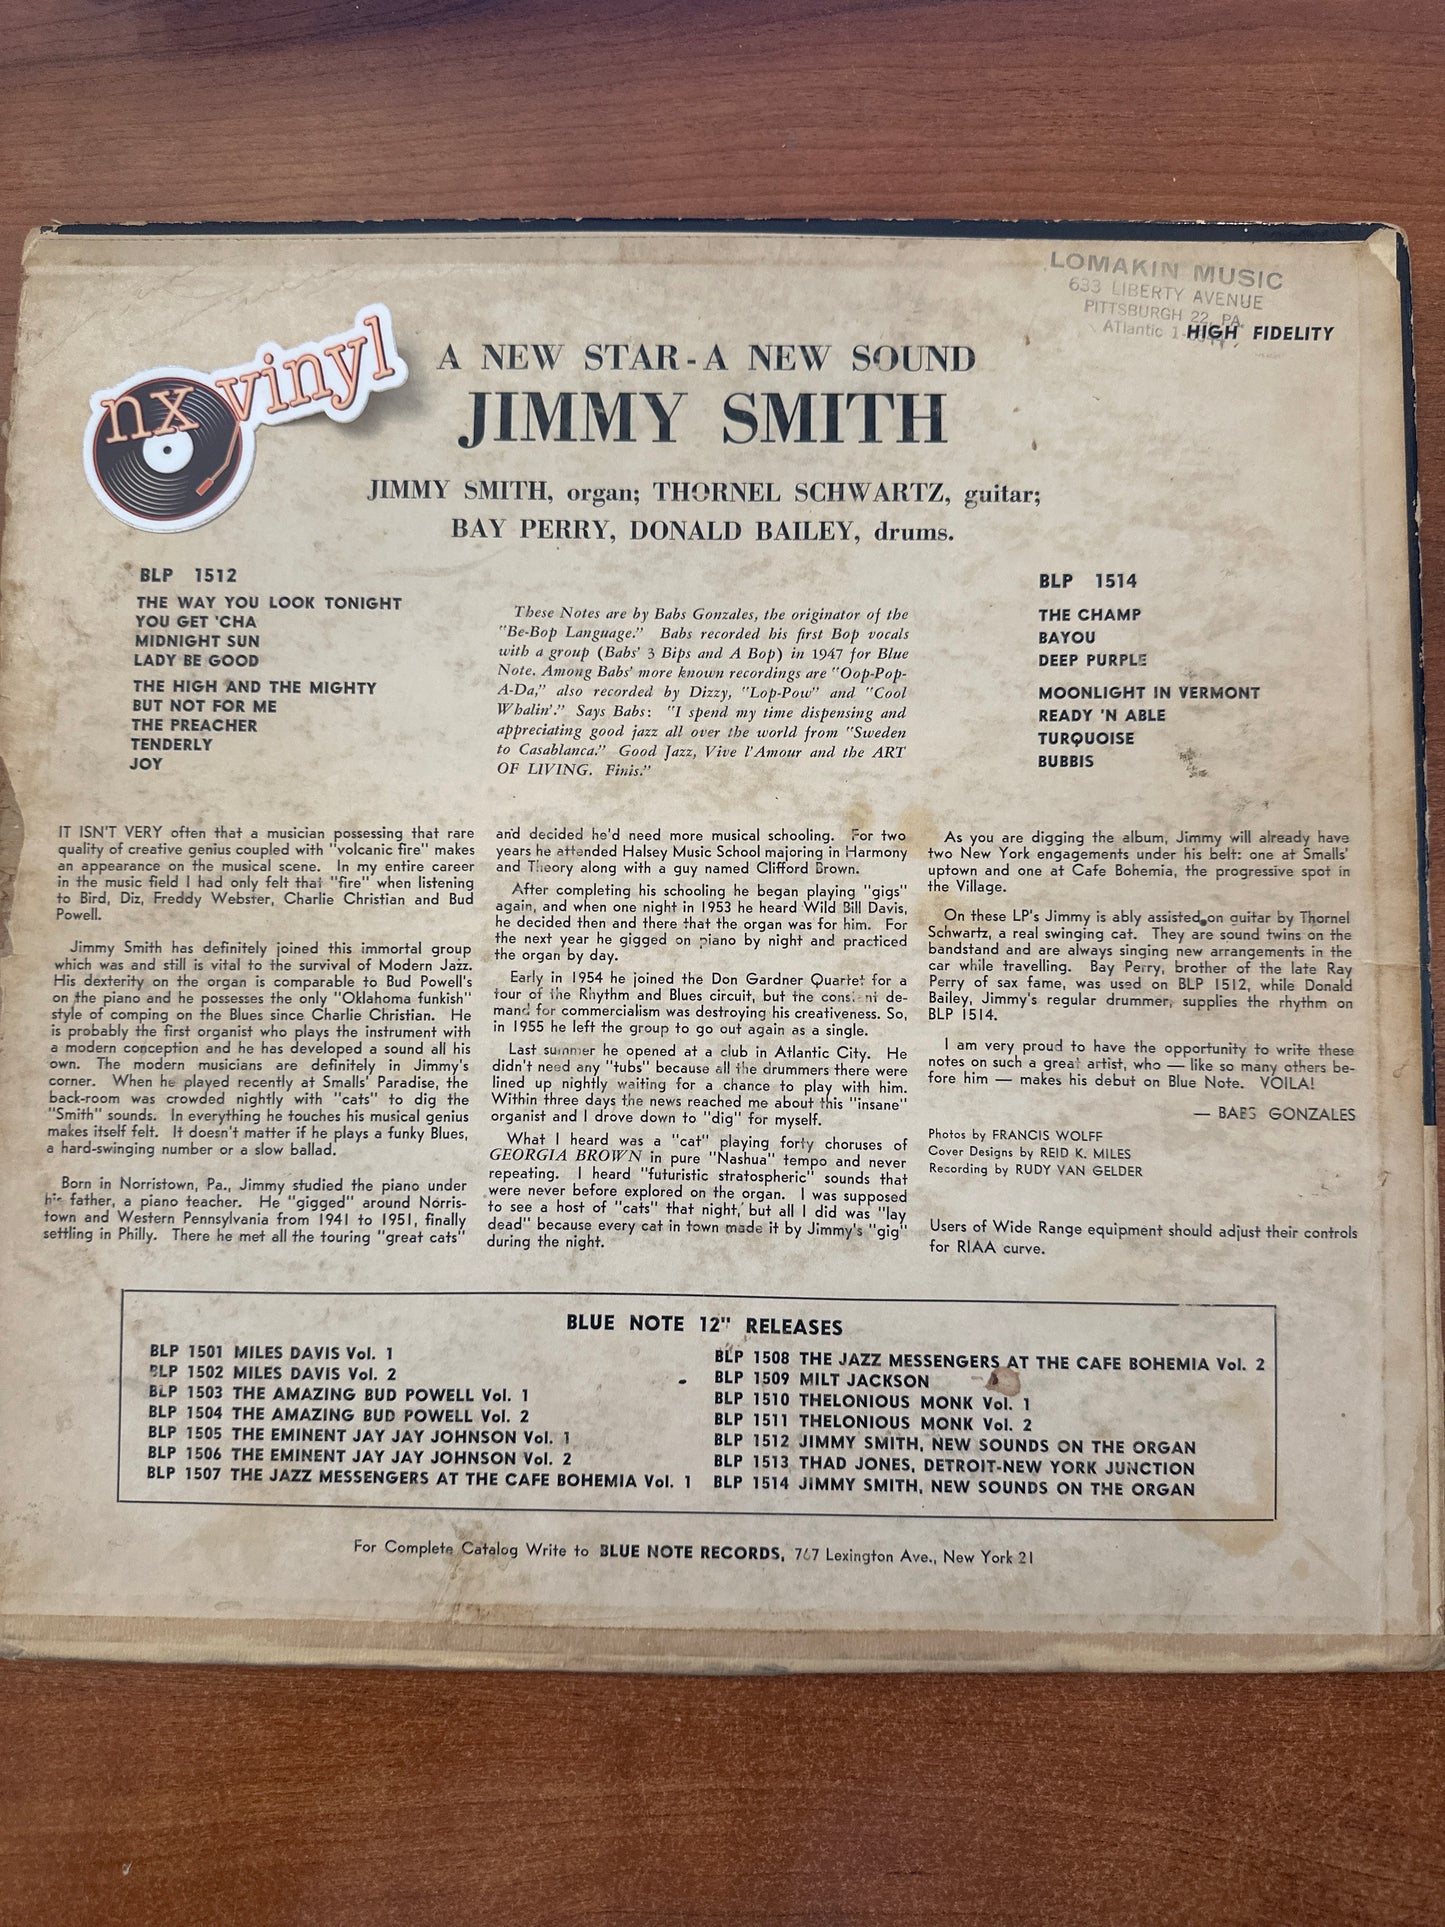 LOMAKIN MUSIC
633 LIBERTY AVENUE
PITTSBURGH 22, PA.
ATlantic 1-
HIGH FIDELITY
nx vinyl
A NEW STAR - A NEW SOUND
JIMMY SMITH
JIMMY SMITH, organ; THORNEL SCHWARTZ, guitar;
BAY PERRY, DONALD BAILEY, drums.
BLP 1512
THE WAY YOU LOOK TONIGHT
YOU GET 'CHA
MIDNIGHT SUN
LADY BE GOOD
THE HIGH AND THE MIGHTY
BUT NOT FOR ME
THE PREACHER
TENDERLY
JOY
These Notes are by Babs Gonzales, the originator of the
"Be-Bop Language." Babs recorded his first Bop vocals
with a group (Babs' 3 Bips and A Bop) in 1947 for Blue
Note. Among Babs' more known recordings are "Oop-Pop-
A-Da," also recorded by Dizzy, "Lop-Pow" and "Cool
Whalin'." Says Babs: "I spend my time dispensing and
appreciating good jazz all over the world from "Sweden
to Casablanca." Good Jazz, Vive l'Amour and the ART
OF LIVING. Finis."
BLP 1514
THE CHAMP
BAYOU
DEEP PURPLE
MOONLIGHT IN VERMONT
READY 'N ABLE
TURQUOISE
BUBBIS
IT ISN'T VERY often that a musician possessing that rare
quality of creative genius coupled with "volcanic fire" makes
an appearance on the musical scene. In my entire career
in the music field I had only felt that "fire" when listening
to Bird, Diz, Freddy Webster, Charlie Christian and Bud
Powell.
Jimmy Smith has definitely joined this immortal group
which was and still is vital to the survival of Modern Jazz.
His dexterity on the organ is comparable to Bud Powell's
on the piano and he possesses the only "Oklahoma funkish"
style of comping on the Blues since Charlie Christian. He
is probably the first organist who plays the instrument with
a modern conception and he has developed a sound all his
own. The modern musicians are definitely in Jimmy's
corner. When he played recently at Smalls' Paradise, the
back-room was crowded nightly with "cats" to dig the
"Smith" sounds. In everything he touches his musical genius
makes itself felt. It doesn't matter if he plays a funky Blues,
a hard-swinging number or a slow ballad.
Born in Norristown, Pa., Jimmy studied the piano under
his father, a piano teacher. He "gigged" around Norris-
town and Western Pennsylvania from 1941 to 1951, finally
settling in Philly. There he met all the touring "great cats"
and decided he'd need more musical schooling. For two
years he attended Halsey Music School majoring in Harmony
and Theory along with a guy named Clifford Brown.
After completing his schooling he began playing "gigs"
again, and when one night in 1953 he heard Wild Bill Davis,
he decided then and there that the organ was for him. For
the next year he gigged on piano by night and practiced
the organ by day.
Early in 1954 he joined the Don Gardner Quartet for a
tour of the Rhythm and Blues circuit, but the constant de-
mand for commercialism was destroying his creativeness. So,
in 1955 he left the group to go out again as a single.
Last summer he opened at a club in Atlantic City. He
didn't need any "tubs" because all the drummers there were
lined up nightly waiting for a chance to play with him.
Within three days the news reached me about this "insane"
organist and I drove down to "dig" for myself.
What I heard was a "cat" playing forty choruses of
GEORGIA BROWN in pure "Nashua" tempo and never
repeating. I heard "futuristic stratospheric" sounds that
were never before explored on the organ. I was supposed
to see a host of "cats" that night, but all I did was "lay
dead" because every cat in town made it by Jimmy's "gig"
during the night.
As you are digging the album, Jimmy will already have
two New York engagements under his belt: one at Smalls'
uptown and one at Cafe Bohemia, the progressive spot in
the Village.
On these LP's Jimmy is ably assisted on guitar by Thornel
Schwartz, a real swinging cat. They are sound twins on the
bandstand and are always singing new arrangements in the
car while travelling. Bay Perry, brother of the late Ray
Perry of sax fame, was used on BLP 1512, while Donald
Bailey, Jimmy's regular drummer, supplies the rhythm on
BLP 1514.
I am very proud to have the opportunity to write these
notes on such a great artist, who — like so many others be-
fore him — makes his debut on Blue Note. VOILA!
— BABS GONZALES
Photos by FRANCIS WOLFF
Cover Designs by REID K. MILES
Recording by RUDY VAN GELDER
Users of Wide Range equipment should adjust their controls
for RIAA curve.
BLUE NOTE 12" RELEASES
BLP 1501 MILES DAVIS Vol. 1
BLP 1502 MILES DAVIS Vol. 2
BLP 1503 THE AMAZING BUD POWELL Vol. 1
BLP 1504 THE AMAZING BUD POWELL Vol. 2
BLP 1505 THE EMINENT JAY JAY JOHNSON Vol. 1
BLP 1506 THE EMINENT JAY JAY JOHNSON Vol. 2
BLP 1507 THE JAZZ MESSENGERS AT THE CAFE BOHEMIA Vol. 1
BLP 1508 THE JAZZ MESSENGERS AT THE CAFE BOHEMIA Vol. 2
BLP 1509 MILT JACKSON
BLP 1510 THELONIOUS MONK Vol. 1
BLP 1511 THELONIOUS MONK Vol. 2
BLP 1512 JIMMY SMITH, NEW SOUNDS ON THE ORGAN
BLP 1513 THAD JONES, DETROIT-NEW YORK JUNCTION
BLP 1514 JIMMY SMITH, NEW SOUNDS ON THE ORGAN
For Complete Catalog Write to BLUE NOTE RECORDS, 767 Lexington Ave., New York 21